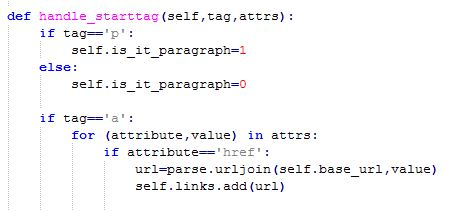 def handle_starttag(self,tag,attrs):
    if tag=='p':
        self.is_it_paragraph=1
    else:
        self.is_it_paragraph=0
    if tag=='a':
        for (attribute,value) in attrs:
            if attribute=='href':
                url=parse.urljoin(self.base_url,value)
                self.links.add(url)